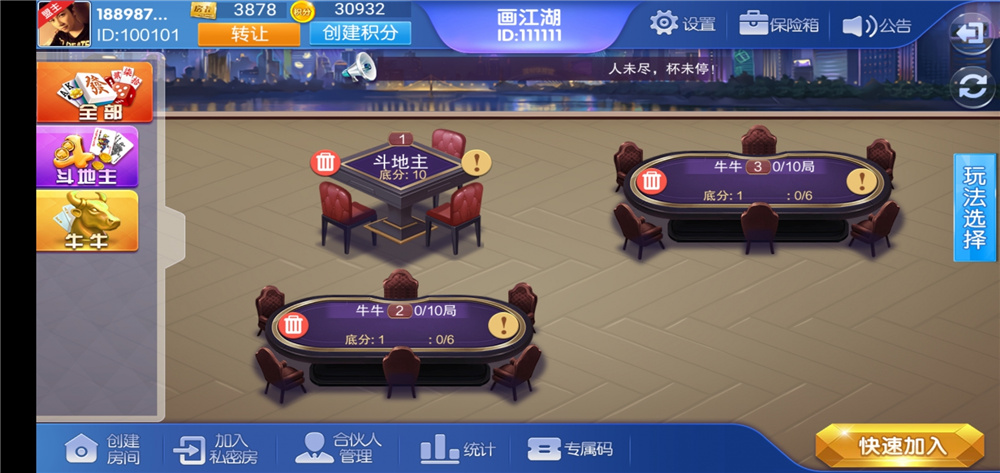 盟主
188987...
ID:100101
房卡
3878
积分
30932
转让
创建积分
画江湖
ID:111111
设置
保险箱
公告
人未尽，杯未停！
全部
斗地主
牛牛
1
斗地主
底分: 10
牛牛 3 0/10局
底分: 1 : 0/6
牛牛 2 0/10局
底分: 1 : 0/6
玩法选择
创建
房间
加入
私密房
合伙人
管理
统计
专属码
快速加入